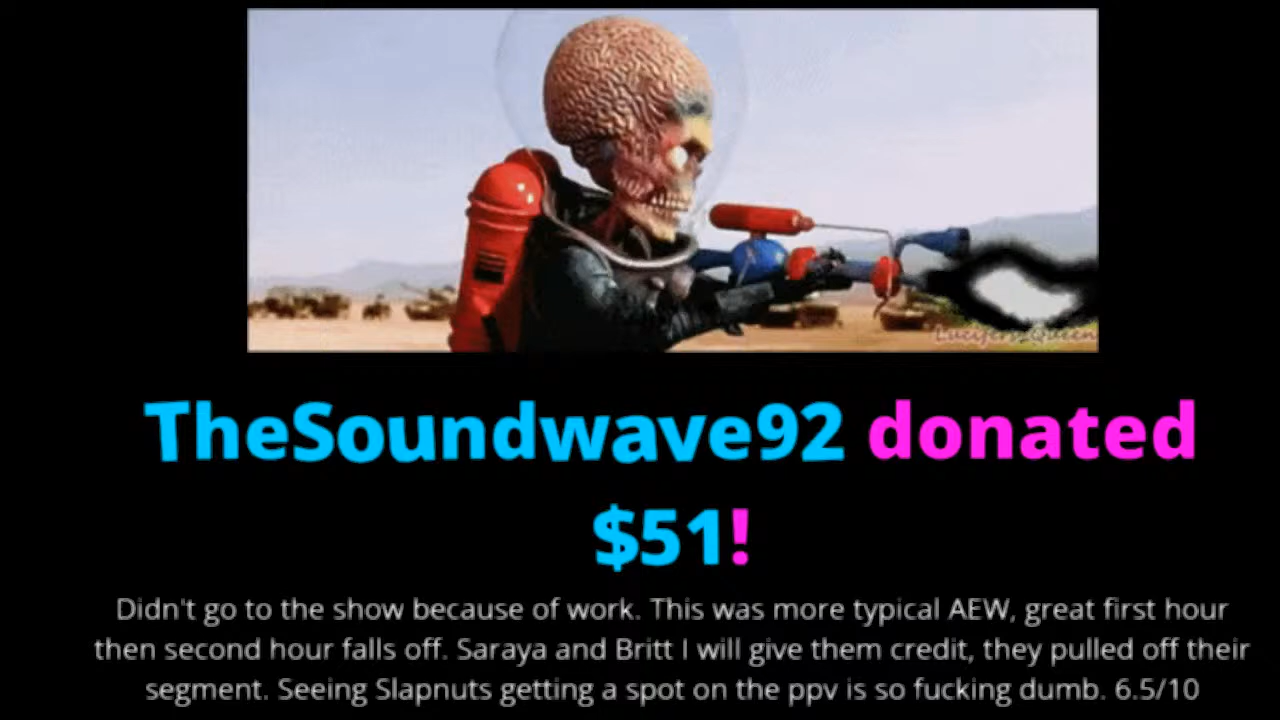 Lucifers Queen
TheSoundwave92 donated
$51!
Didn't go to the show because of work. This was more typical AEW, great first hour
then second hour falls off. Saraya and Britt I will give them credit, they pulled off their
segment. Seeing Slapnuts getting a spot on the ppv is so fucking dumb. 6.5/10